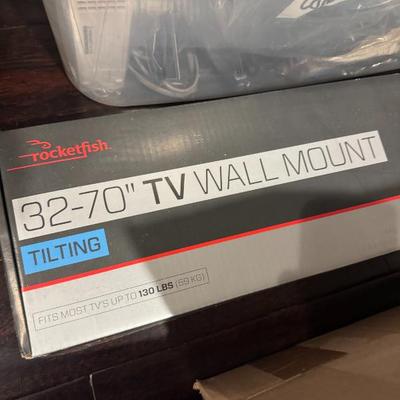 rocketfish
32-70" TV WALL MOUNT
TILTING
FITS MOST TV'S UP TO 130 LBS (59 KG)